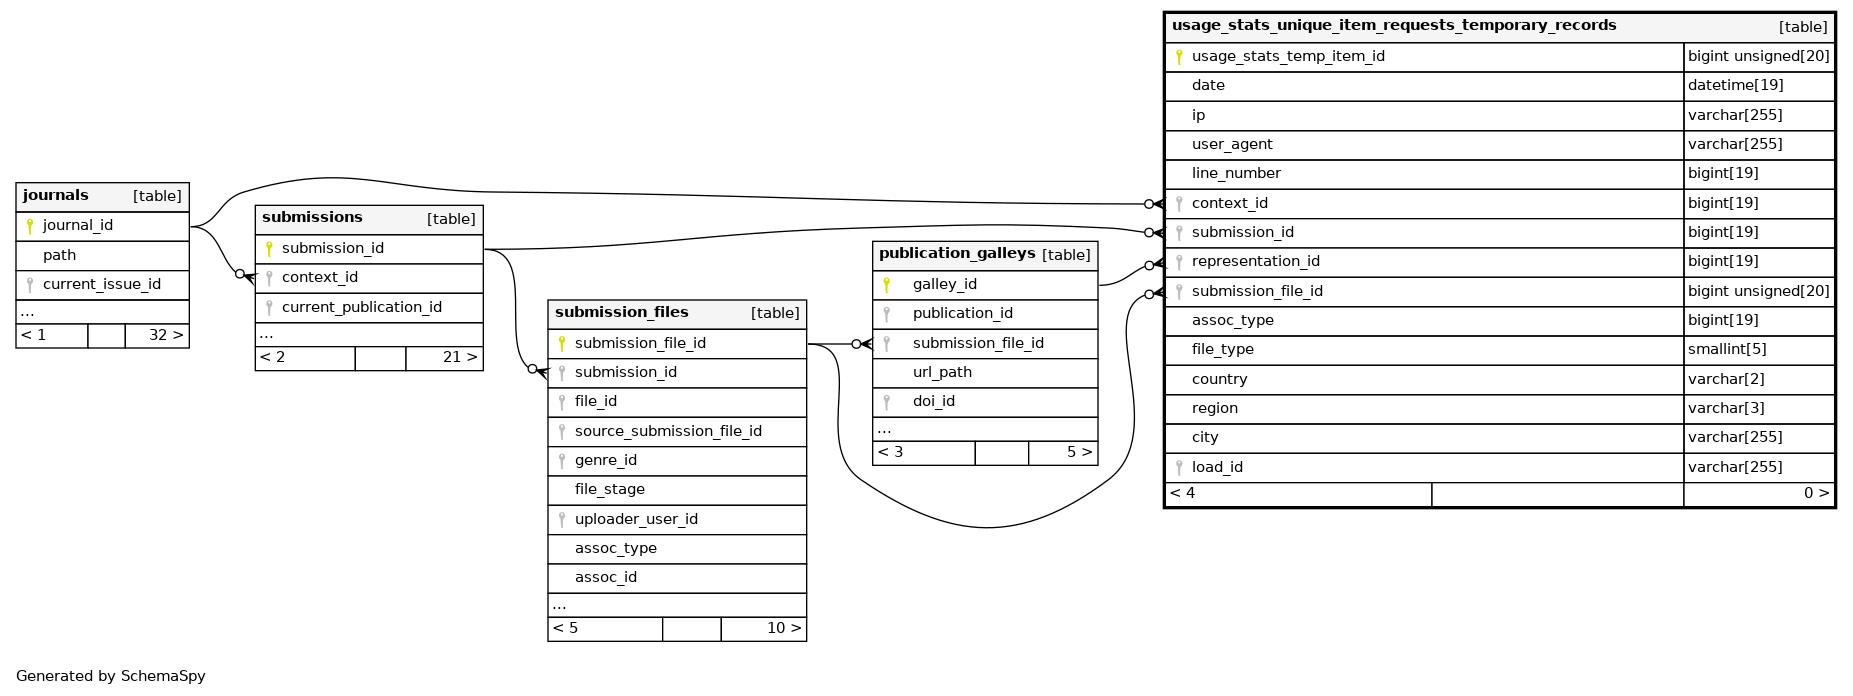 journals [table]
journal_id
path
current_issue_id
...
< 1 32 >
submissions [table]
submission_id
context_id
current_publication_id
...
< 2 21 >
submission_files [table]
submission_file_id
submission_id
file_id
source_submission_file_id
genre_id
file_stage
uploader_user_id
assoc_type
assoc_id
...
< 5 10 >
publication_galleys [table]
galley_id
publication_id
submission_file_id
url_path
doi_id
...
< 3 5 >
usage_stats_unique_item_requests_temporary_records [table]
usage_stats_temp_item_id bigint unsigned[20]
date datetime[19]
ip varchar[255]
user_agent varchar[255]
line_number bigint[19]
context_id bigint[19]
submission_id bigint[19]
representation_id bigint[19]
submission_file_id bigint unsigned[20]
assoc_type bigint[19]
file_type smallint[5]
country varchar[2]
region varchar[3]
city varchar[255]
load_id varchar[255]
< 4 0 >
Generated by SchemaSpy